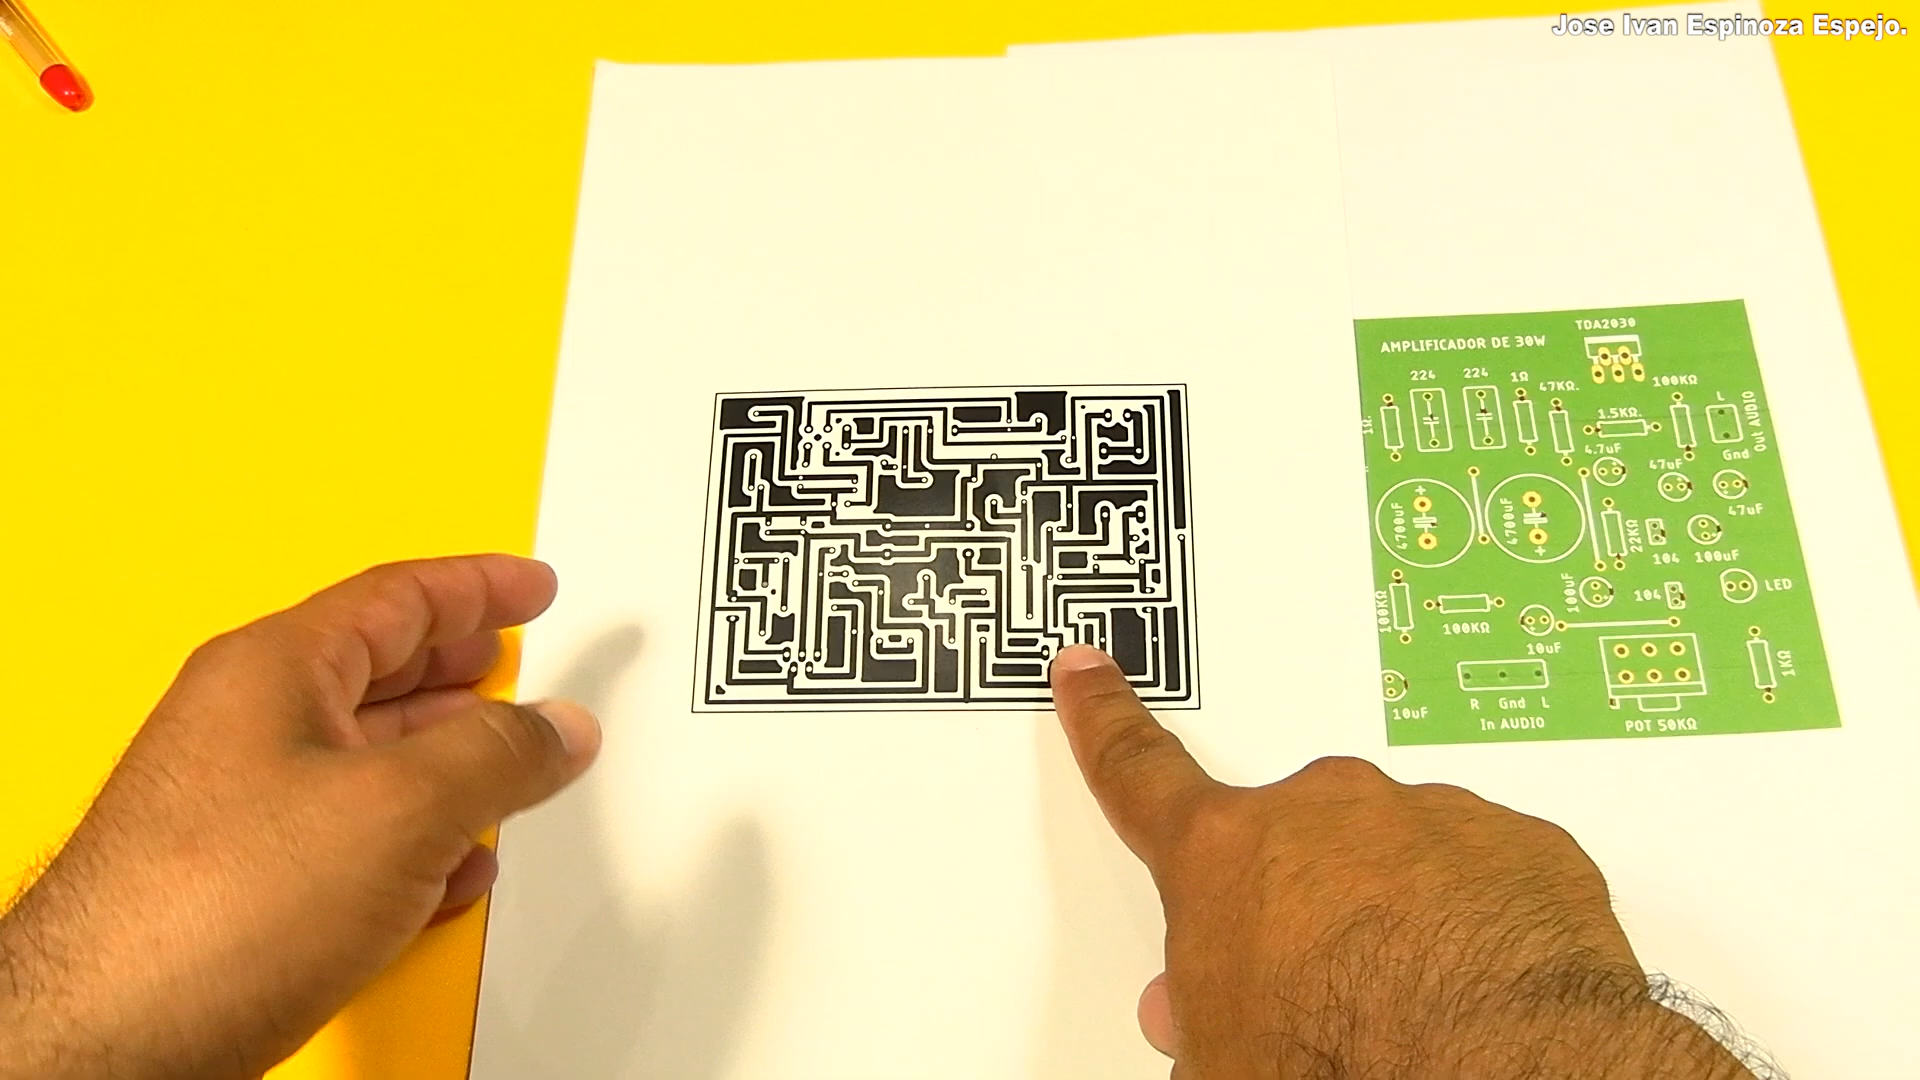 Jose Ivan Espinoza Espejo.
TDA2030
AMPLIFICADOR DE 30W
224
224
1Ω
47KΩ.
100KΩ
1Ω.
1.5KΩ.
L
Out AUDIO
Gnd
4.7uF
47uF
47uF
+
4700uF
4700uF
+
22KΩ
104
100uF
100uF
104
LED
100KΩ
100KΩ
10uF
1KΩ
10uF
R Gnd L
In AUDIO
POT 50KΩ